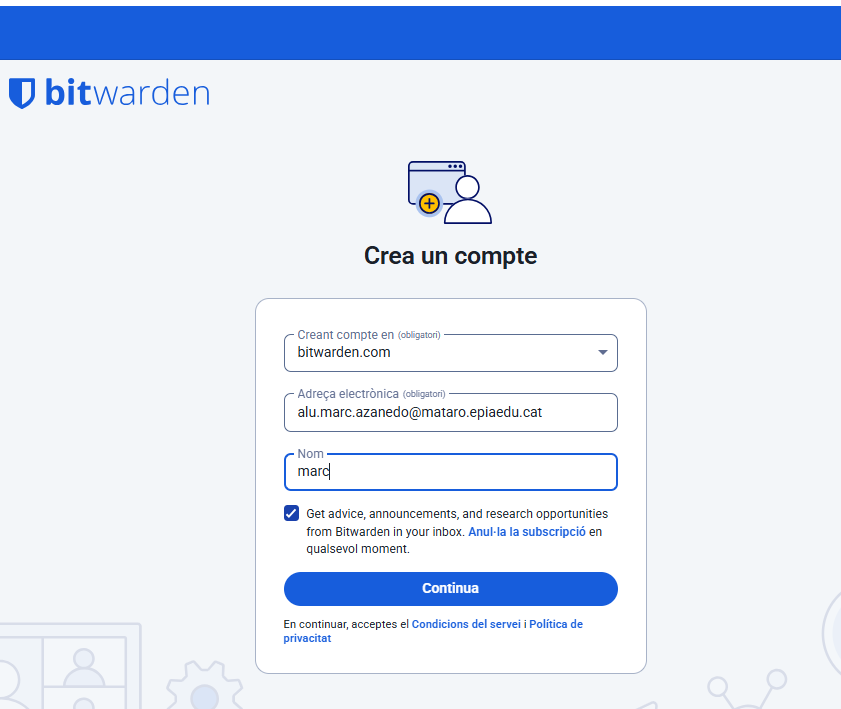 bitwarden
Crea un compte
Creant compte en (obligatori)
bitwarden.com
Adreça electrònica (obligatori)
alu.marc.azanedo@mataro.epiaedu.cat
Nom
marc
Get advice, announcements, and research opportunities
from Bitwarden in your inbox. Anul·la la subscripció en
qualsevol moment.
Continua
En continuar, acceptes el Condicions del servei i Política de
privacitat